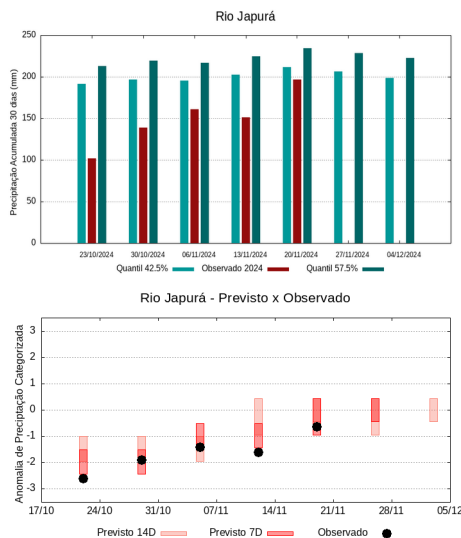 Rio Japurá
Precipitação Acumulada 30 dias (mm)
250
200
150
100
50
0
23/10/2024 30/10/2024 06/11/2024 13/11/2024 20/11/2024 27/11/2024 04/12/2024
Quantil 42.5% Observado 2024 Quantil 57.5%
Rio Japurá - Previsto x Observado
Anomalia de Precipitação Categorizada
3
2
1
0
-1
-2
-3
17/10 24/10 31/10 07/11 14/11 21/11 28/11 05/12
Previsto 14D Previsto 7D Observado